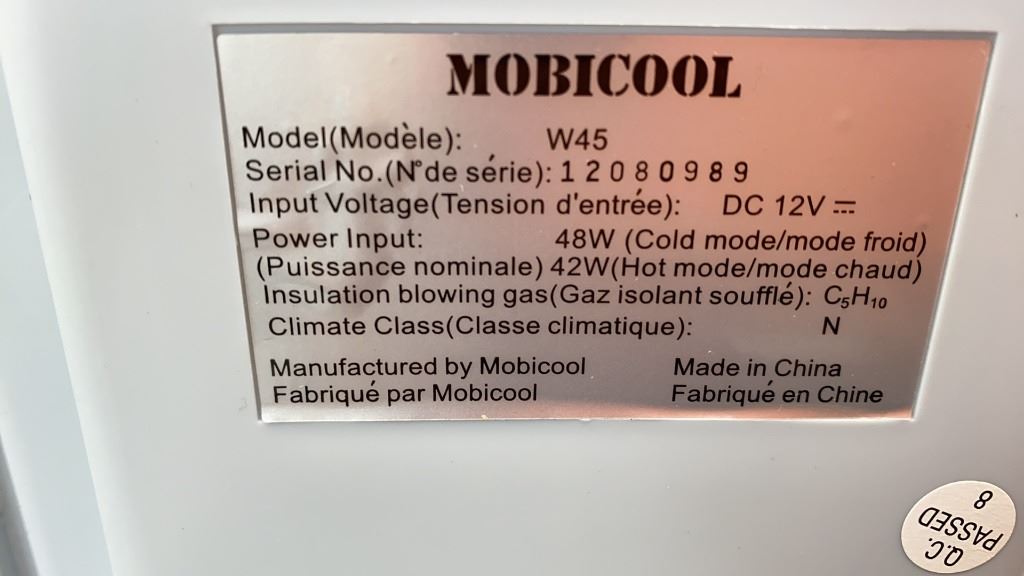 MOBICOOL
Model(Modèle): W45
Serial No.(N°de série): 12080989
Input Voltage(Tension d'entrée): DC 12V ⎓
Power Input: 48W (Cold mode/mode froid)
(Puissance nominale) 42W(Hot mode/mode chaud)
Insulation blowing gas(Gaz isolant soufflé): C₅H₁₀
Climate Class(Classe climatique): N
Manufactured by Mobicool Made in China
Fabriqué par Mobicool Fabriqué en Chine
Q.C.
PASSED
8